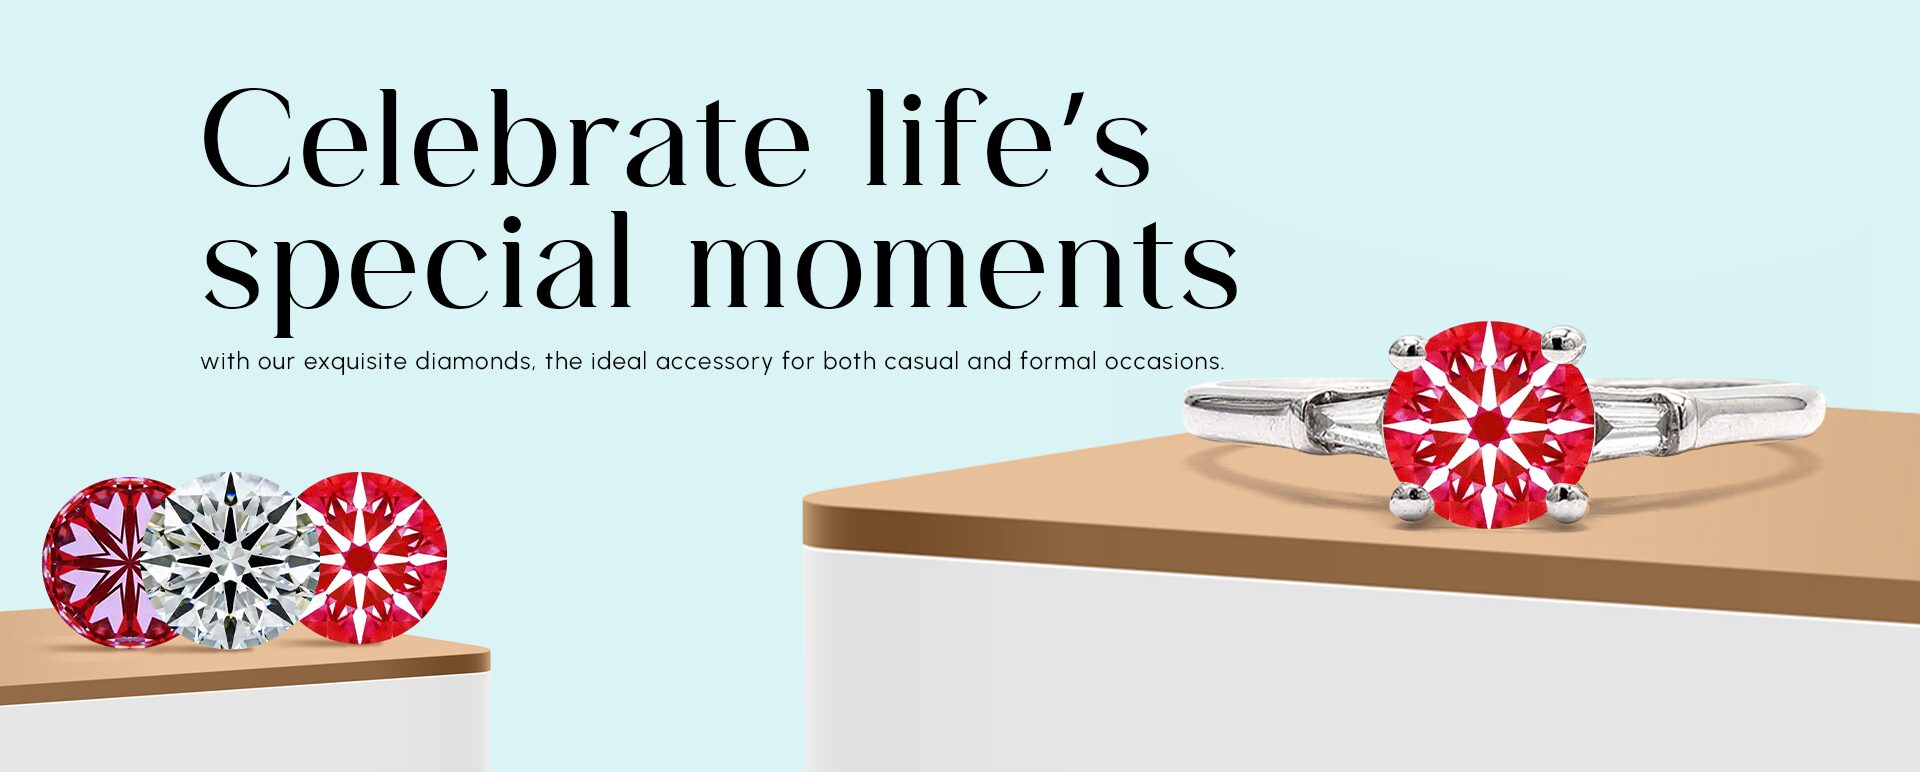 Celebrate life's
special moments
with our exquisite diamonds, the ideal accessory for both casual and formal occasions.